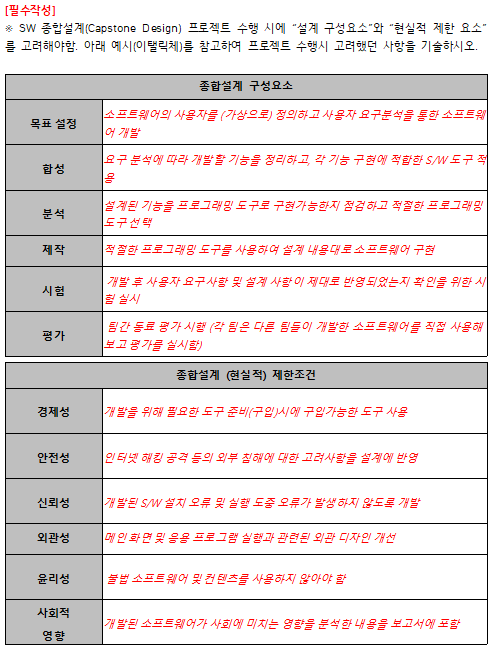 [필수작성]
※ SW 종합설계(Capstone Design) 프로젝트 수행 시에 "설계 구성요소"와 "현실적 제한 요소"
를 고려해야함. 아래 예시(이탤릭체)를 참고하여 프로젝트 수행시 고려했던 사항을 기술하시오.
종합설계 구성요소
목표 설정
소프트웨어의 사용자를 (가상으로) 정의하고 사용자 요구분석을 통한 소프트웨
어 개발
합성
요구 분석에 따라 개발할 기능을 정리하고, 각 기능 구현에 적합한 S/W 도구 적
용
분석
설계된 기능을 프로그래밍 도구로 구현가능한지 점검하고 적절한 프로그래밍
도구 선택
제작
적절한 프로그래밍 도구를 사용하여 설계 내용대로 소프트웨어 구현
시험
개발 후 사용자 요구사항 및 설계 사항이 제대로 반영되었는지 확인을 위한 시
험 실시
평가
팀간 동료 평가 시행 (각 팀은 다른 팀들이 개발한 소프트웨어를 직접 사용해
보고 평가를 실시함)
종합설계 (현실적) 제한조건
경제성
개발을 위해 필요한 도구 준비(구입)시에 구입가능한 도구 사용
안전성
인터넷 해킹 공격 등의 외부 침해에 대한 고려사항을 설계에 반영
신뢰성
개발된 S/W 설치 오류 및 실행 도중 오류가 발생하지 않도록 개발
외관성
메인 화면 및 응용 프로그램 실행과 관련된 외관 디자인 개선
윤리성
불법 소프트웨어 및 컨텐츠를 사용하지 않아야 함
사회적
영향
개발된 소프트웨어가 사회에 미치는 영향을 분석한 내용을 보고서에 포함